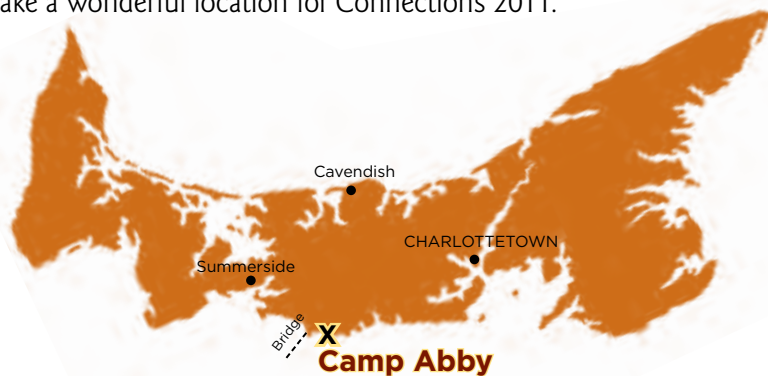 ake a wonderful location for Connections 2011.
Cavendish
CHARLOTTETOWN
Summerside
Bridge
X
Camp Abby